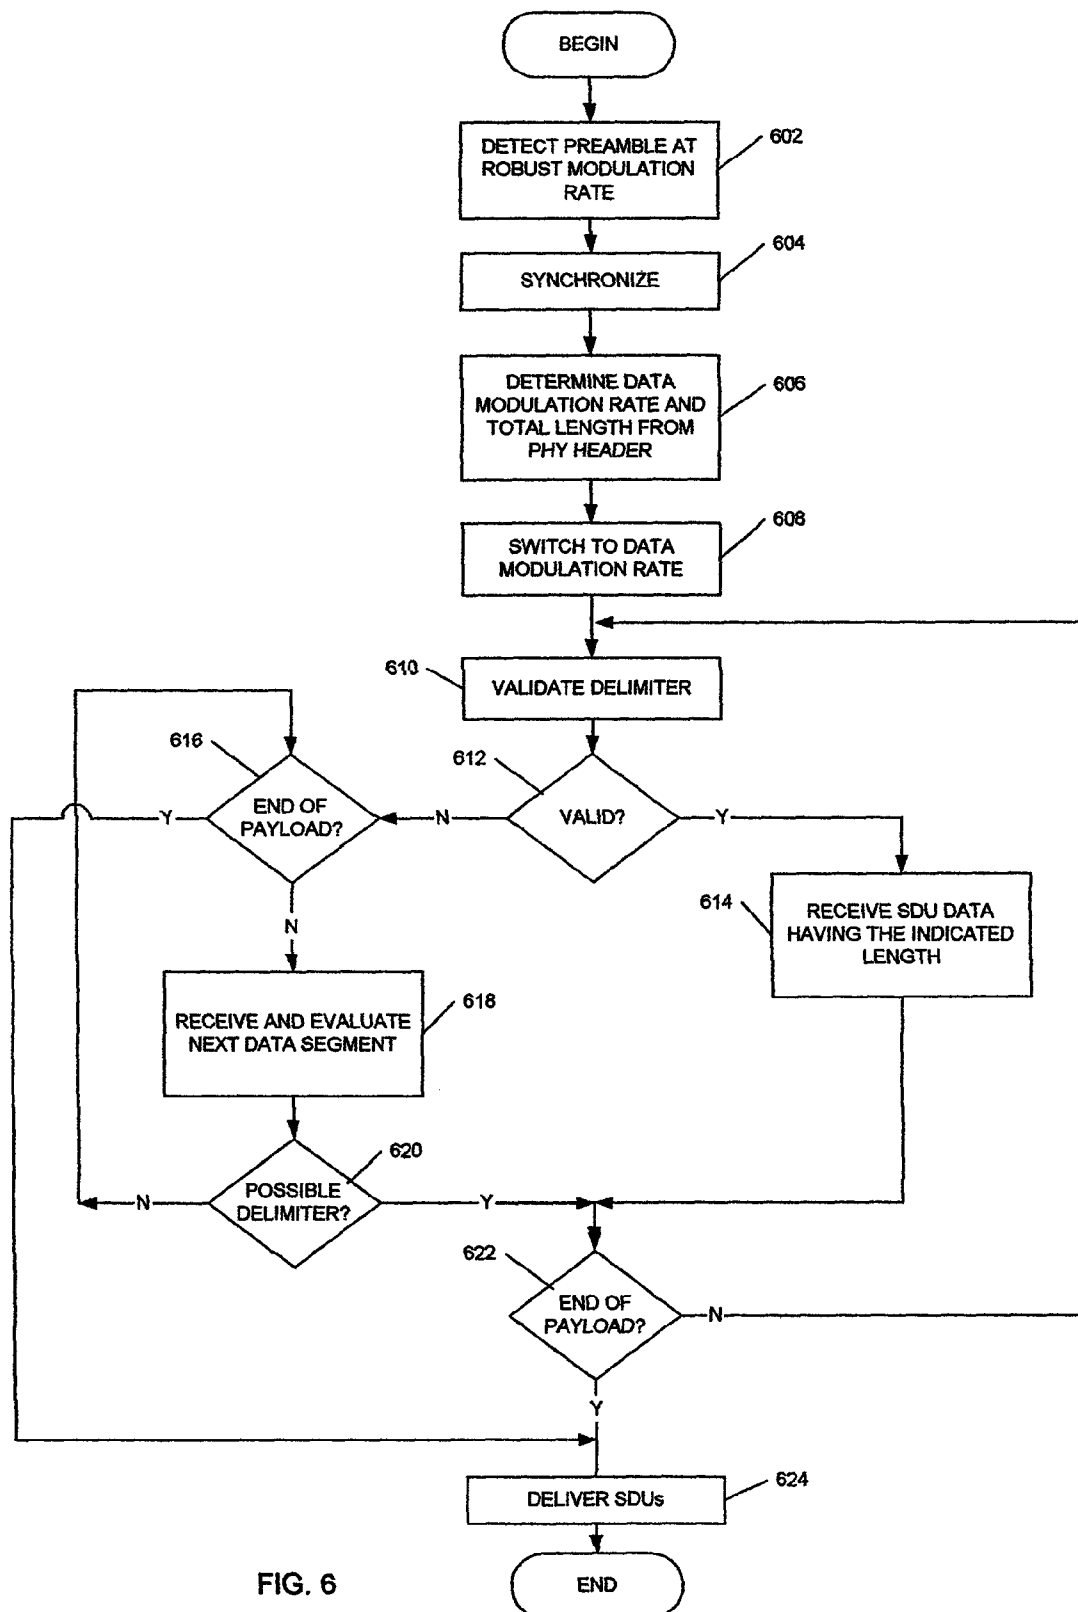 BEGIN
DETECT PREAMBLE AT
ROBUST MODULATION
RATE
602
SYNCHRONIZE
604
DETERMINE DATA
MODULATION RATE AND
TOTAL LENGTH FROM
PHY HEADER
606
SWITCH TO DATA
MODULATION RATE
608
610
VALIDATE DELIMITER
616
END OF
PAYLOAD?
Y
N
612
VALID?
N
Y
614
RECEIVE SDU DATA
HAVING THE INDICATED
LENGTH
RECEIVE AND EVALUATE
NEXT DATA SEGMENT
618
620
POSSIBLE
DELIMITER?
N
Y
622
END OF
PAYLOAD?
N
Y
DELIVER SDUs
624
END
FIG. 6